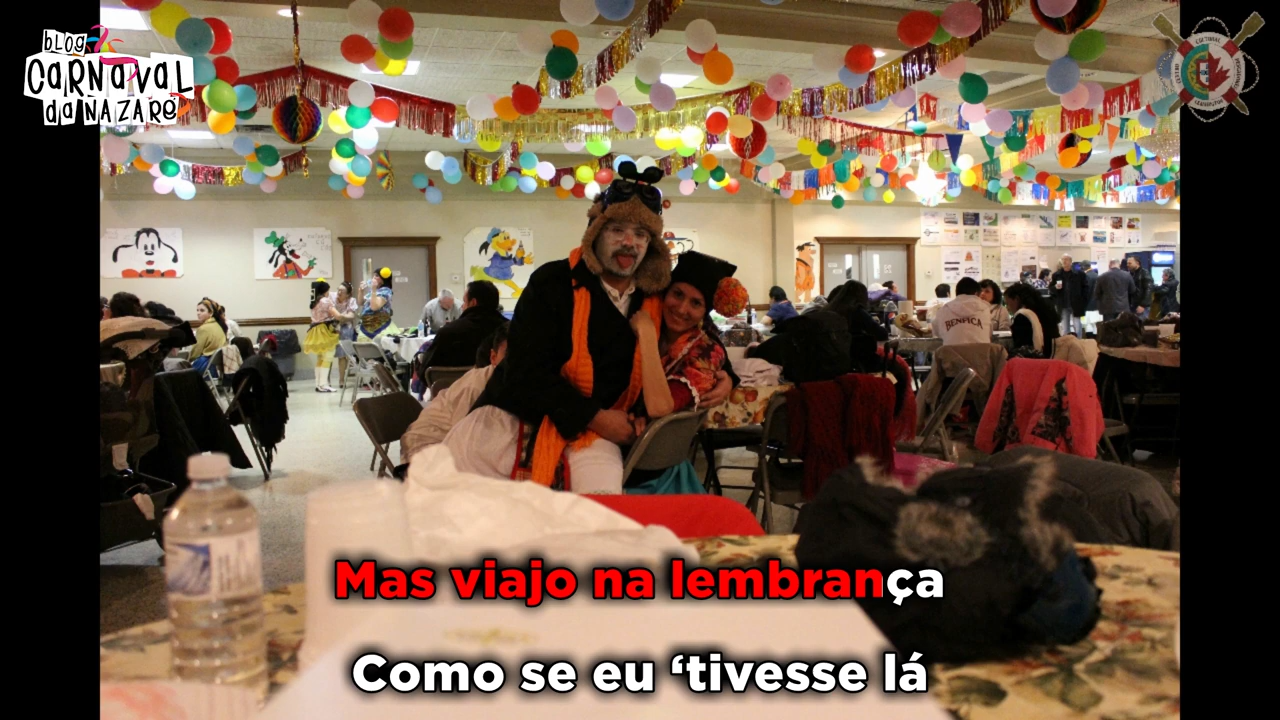 BLOG
CARNAVAL
da NAZARÉ
BENFICA
Mas viajo na lembrança
Como se eu ‘tivesse lá